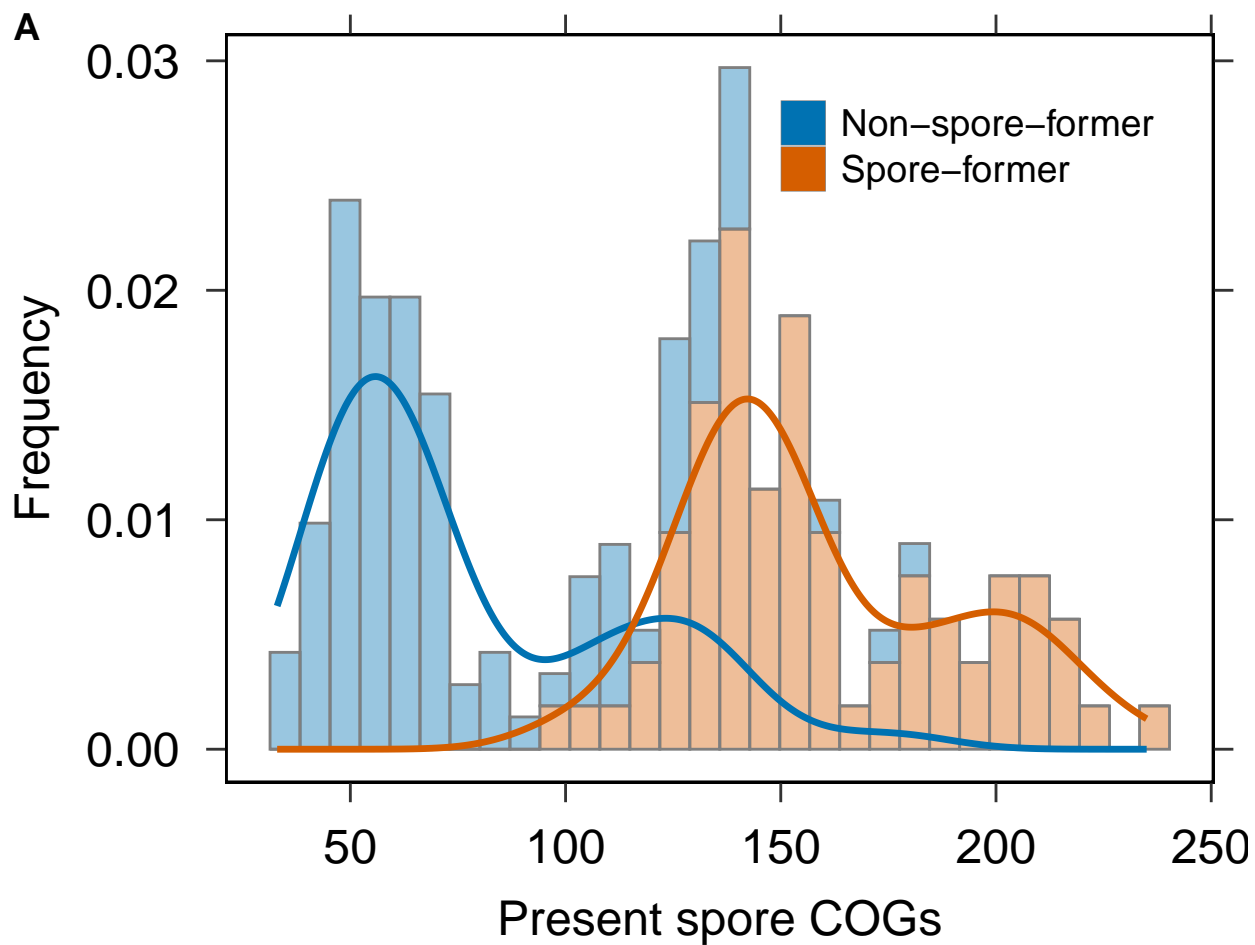 A
0.03
Non−spore−former
Spore−former
0.02
Frequency
0.01
0.00
50 100 150 200 250
Present spore COGs